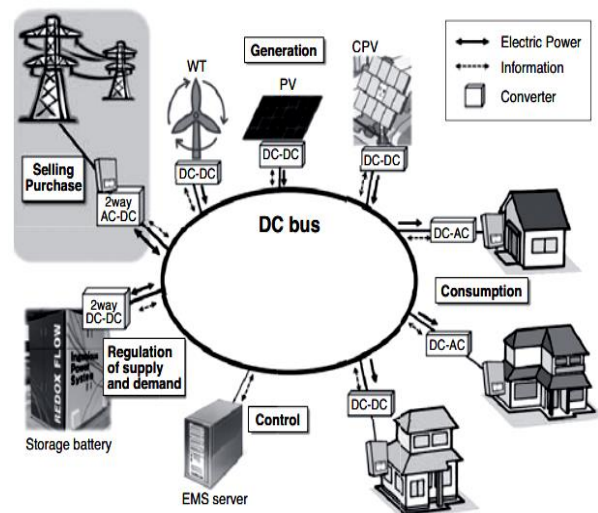 Generation
CPV
WT
PV
Electric Power
Information
Converter
DC-DC
DC-DC
DC-DC
Selling
Purchase
2way
AC-DC
DC bus
DC-AC
2way
DC-DC
Consumption
REDOX FLOW
Power
System
Regulation
of supply
and demand
DC-AC
DC-DC
Control
Storage battery
EMS server